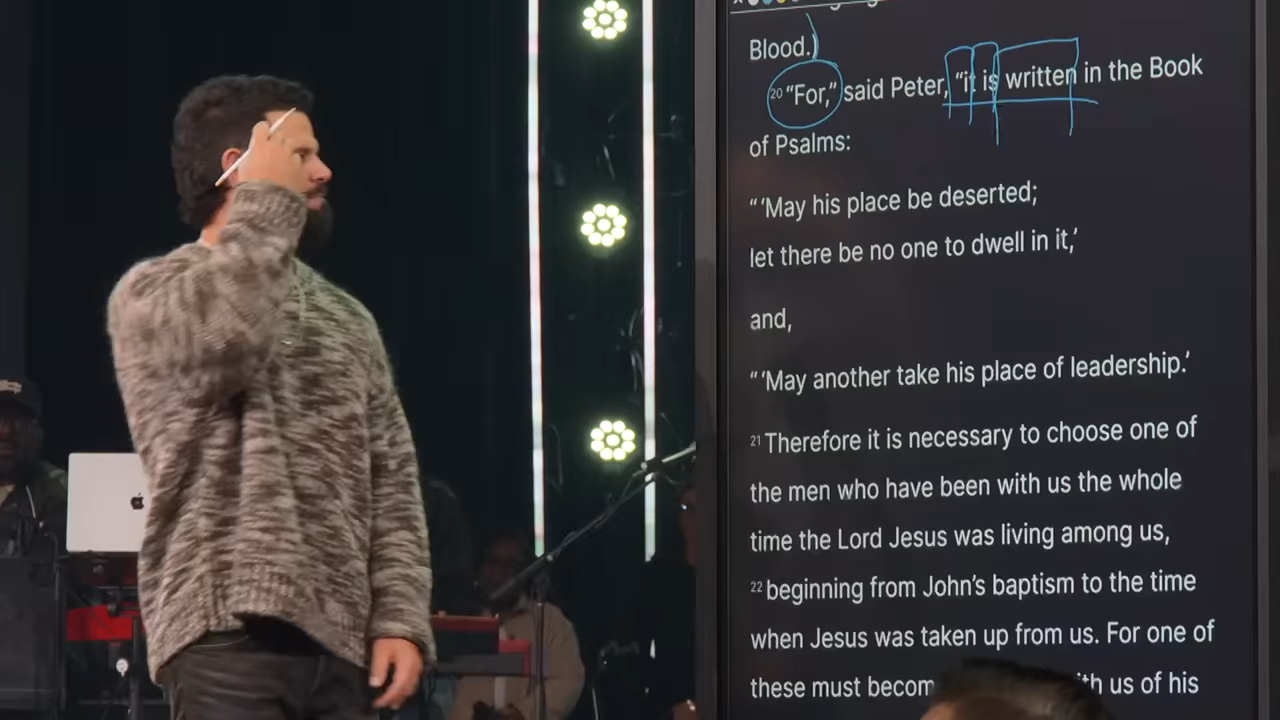 Blood.)
20 “For,” said Peter, “it is written in the Book
of Psalms:
“ ‘May his place be deserted;
let there be no one to dwell in it,’
and,
“ ‘May another take his place of leadership.’
21 Therefore it is necessary to choose one of
the men who have been with us the whole
time the Lord Jesus was living among us,
22 beginning from John’s baptism to the time
when Jesus was taken up from us. For one of
these must us of his